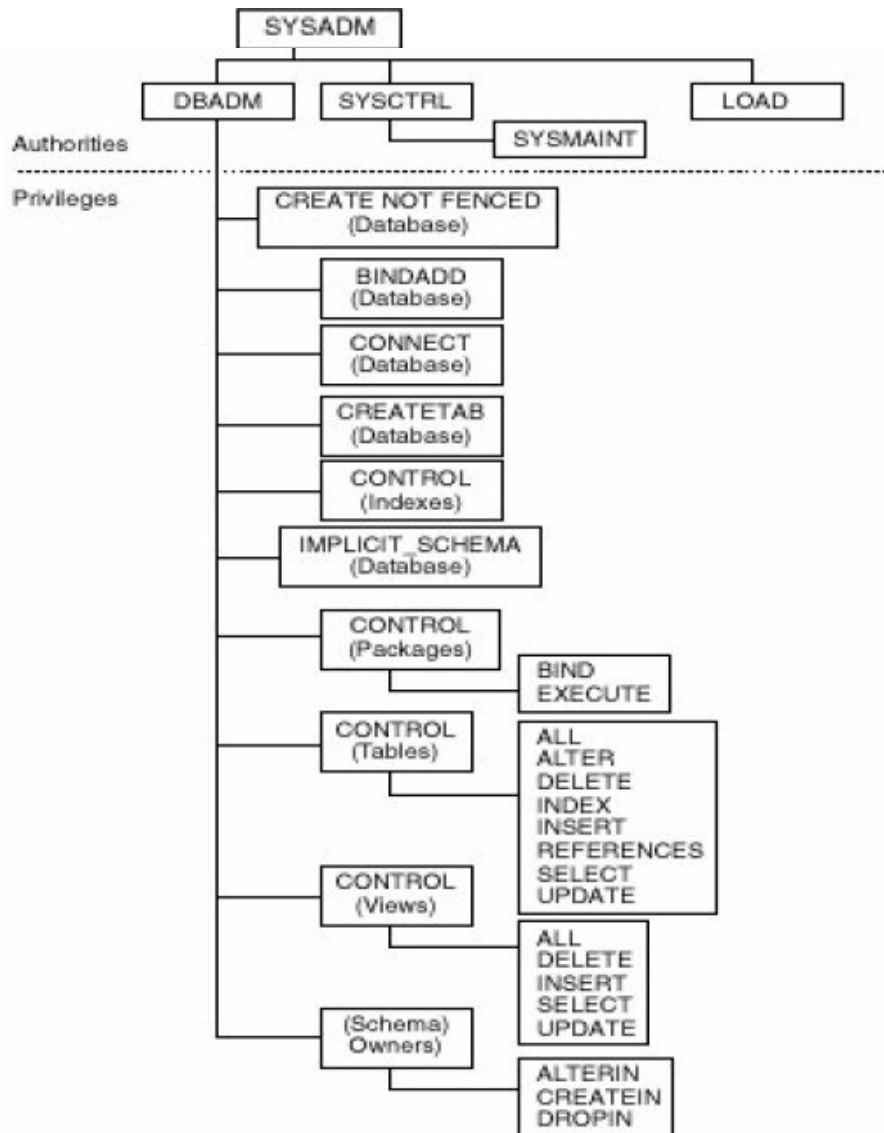 SYSADM
DBADM
SYSCTRL
LOAD
SYSMAINT
Authorities
Privileges
CREATE NOT FENCED
(Database)
BINDADD
(Database)
CONNECT
(Database)
CREATETAB
(Database)
CONTROL
(Indexes)
IMPLICIT_SCHEMA
(Database)
CONTROL
(Packages)
BIND
EXECUTE
CONTROL
(Tables)
ALL
ALTER
DELETE
INDEX
INSERT
REFERENCES
SELECT
UPDATE
CONTROL
(Views)
ALL
DELETE
INSERT
SELECT
UPDATE
(Schema)
Owners)
ALTERIN
CREATEIN
DROPIN